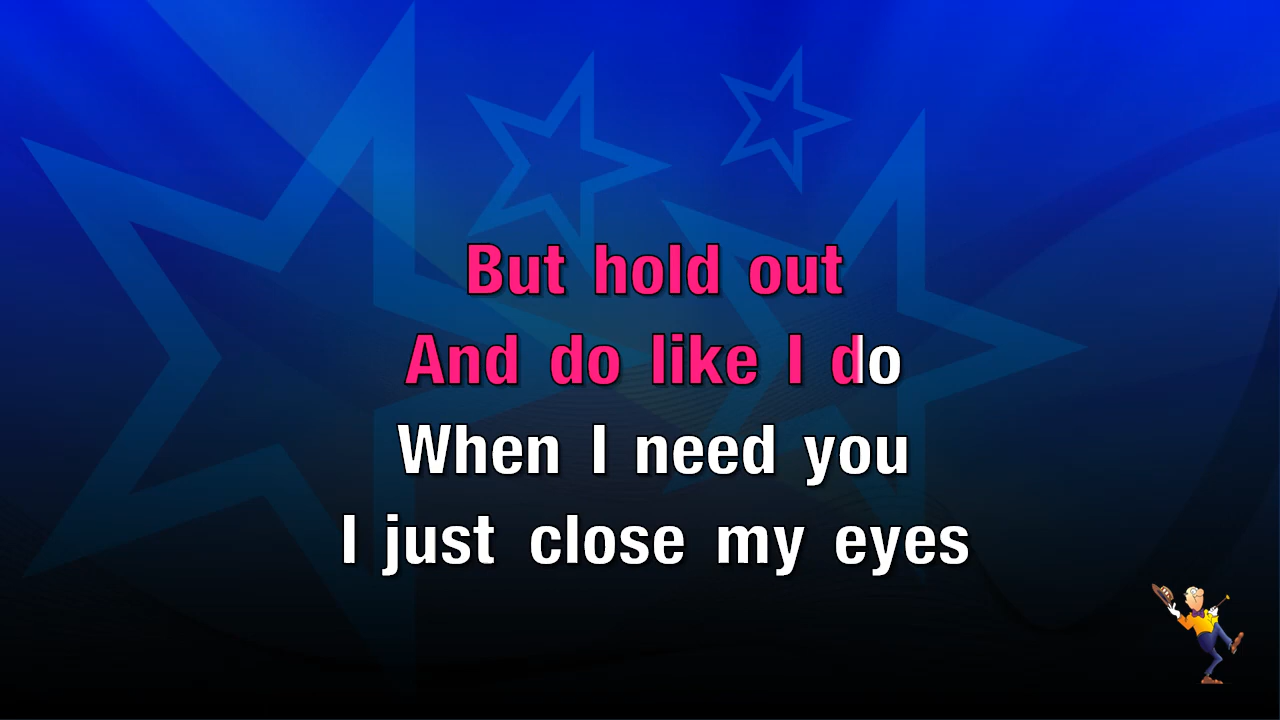 But hold out
And do like I do
When I need you
I just close my eyes